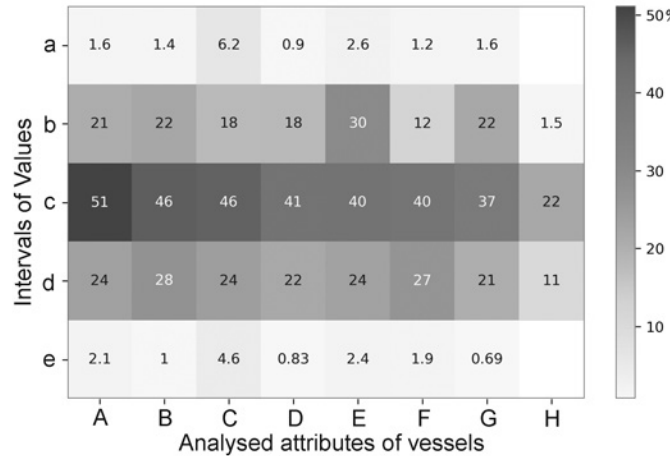 a 1.6 1.4 6.2 0.9 2.6 1.2 1.6
b 21 22 18 18 30 12 22 1.5
c 51 46 46 41 40 40 37 22
d 24 28 24 22 24 27 21 11
e 2.1 1 4.6 0.83 2.4 1.9 0.69
A B C D E F G H
Analysed attributes of vessels
Intervals of Values
50%
40
30
20
10